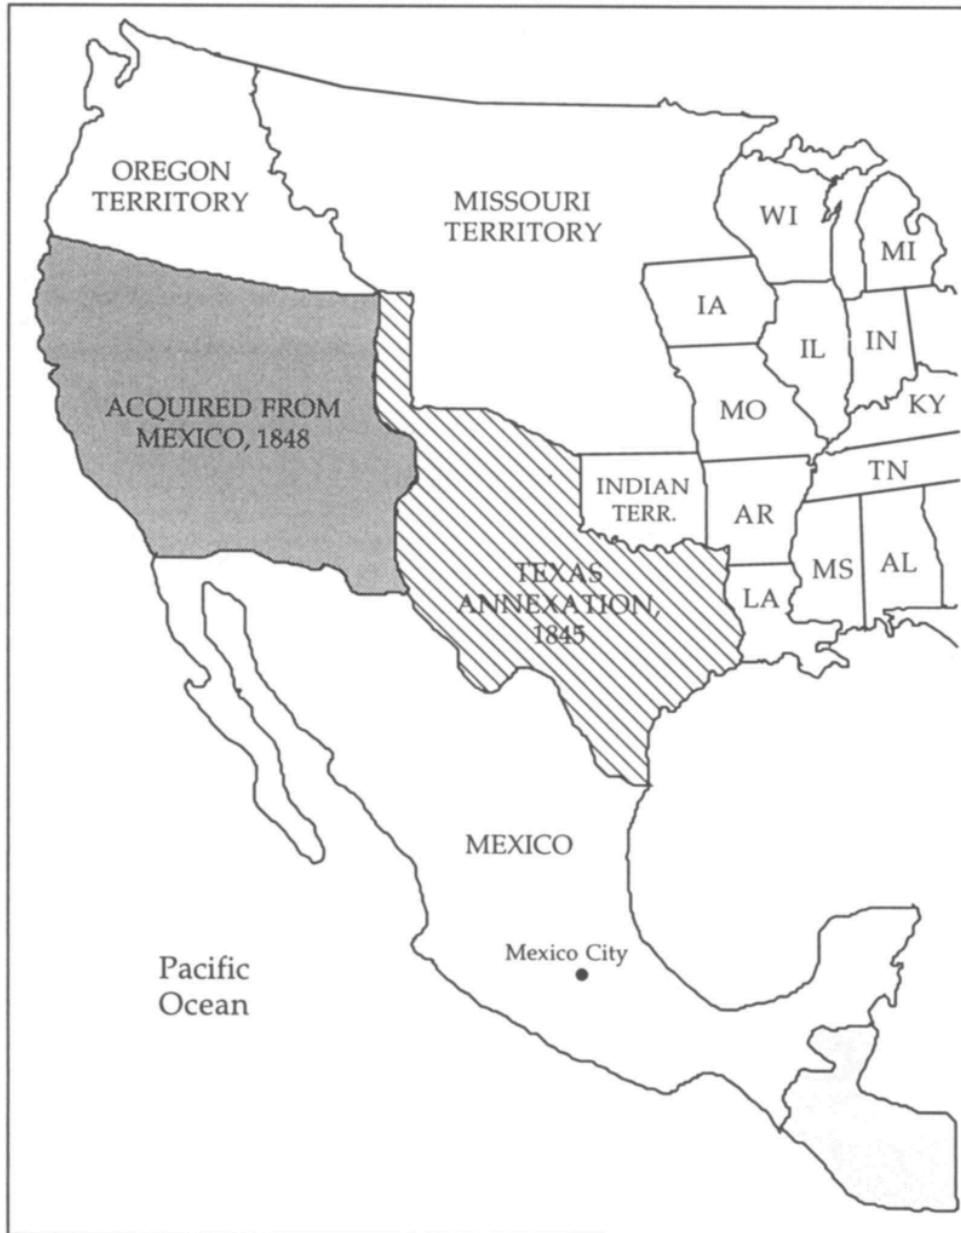 OREGON
TERRITORY
MISSOURI
TERRITORY
WI
MI
IA
IL
IN
ACQUIRED FROM
MEXICO, 1848
MO
KY
TN
INDIAN
TERR.
AR
TEXAS
ANNEXATION,
1845
LA
MS
AL
MEXICO
Mexico City
Pacific
Ocean